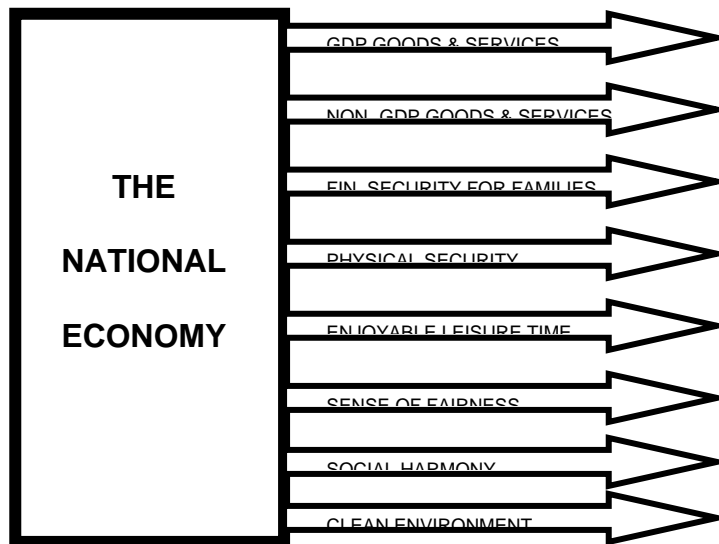 GDP GOODS & SERVICES
NON- GDP GOODS & SERVICES
FIN. SECURITY FOR FAMILIES
THE
NATIONAL
PHYSICAL SECURITY
ECONOMY
ENJOYABLE LEISURE TIME
SENSE OF FAIRNESS
SOCIAL HARMONY
CLEAN ENVIRONMENT